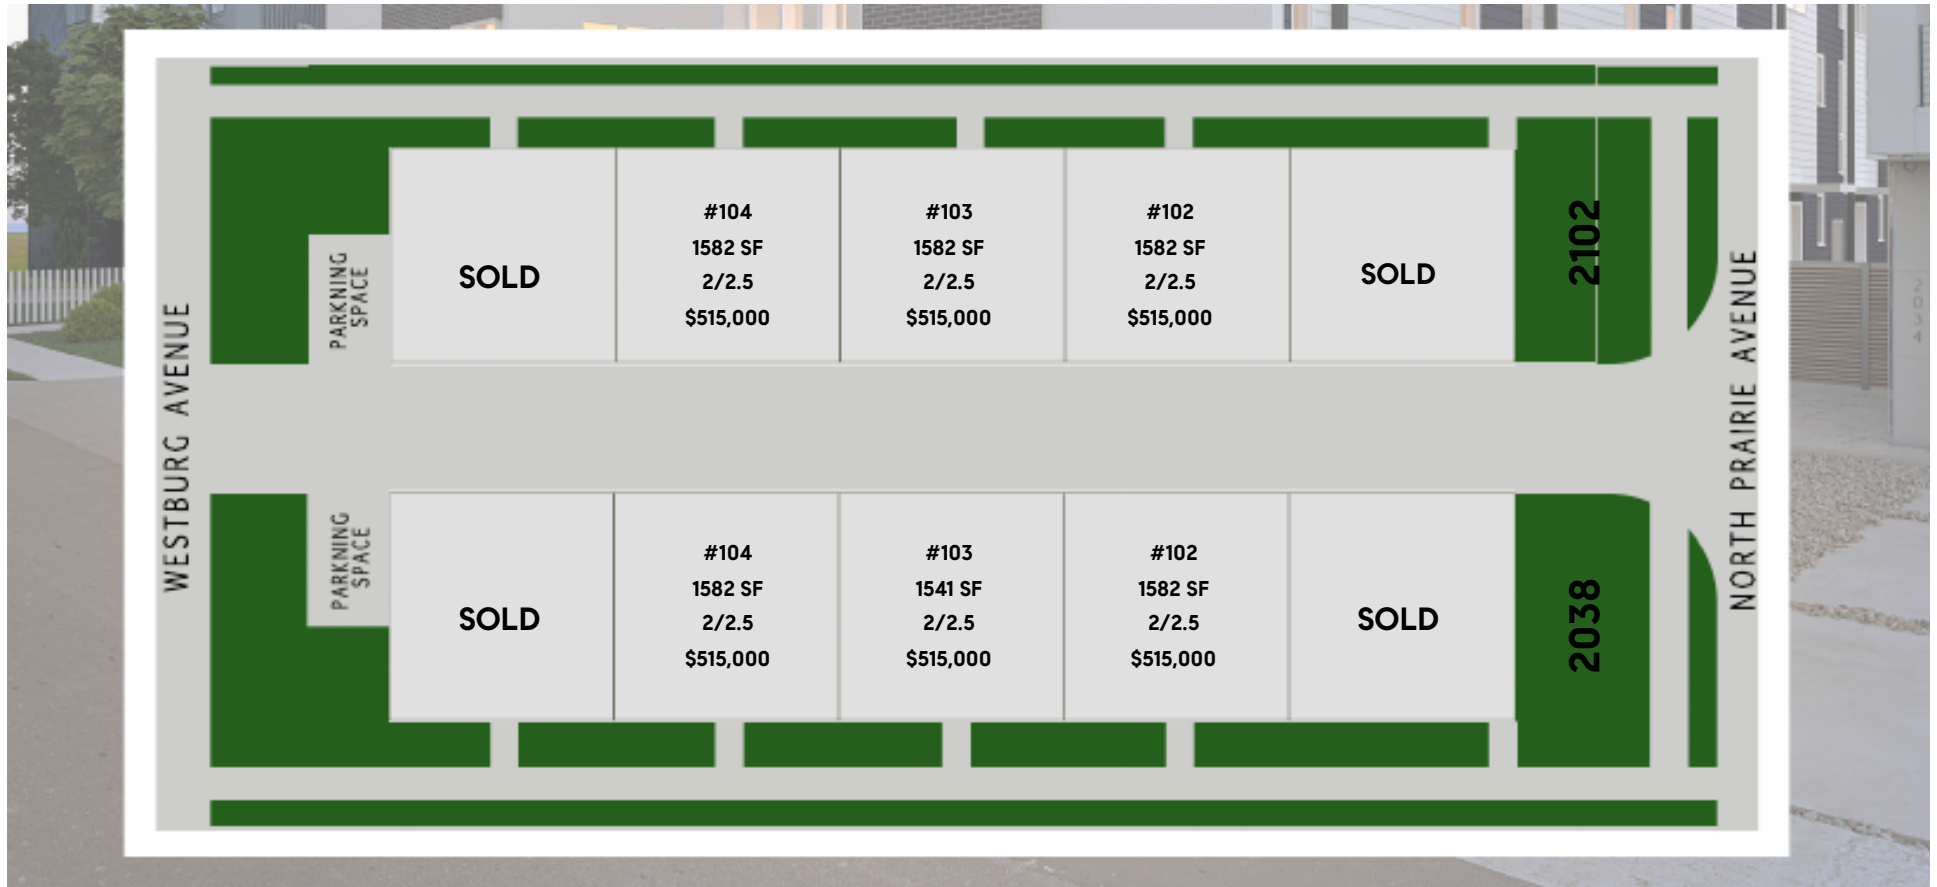 WESTBURG AVENUE
PARKNING
SPACE
SOLD
#104
1582 SF
2/2.5
$515,000
#103
1582 SF
2/2.5
$515,000
#102
1582 SF
2/2.5
$515,000
SOLD
2102
NORTH PRAIRIE AVENUE
2034
PARKNING
SPACE
SOLD
#104
1582 SF
2/2.5
$515,000
#103
1541 SF
2/2.5
$515,000
#102
1582 SF
2/2.5
$515,000
SOLD
2038